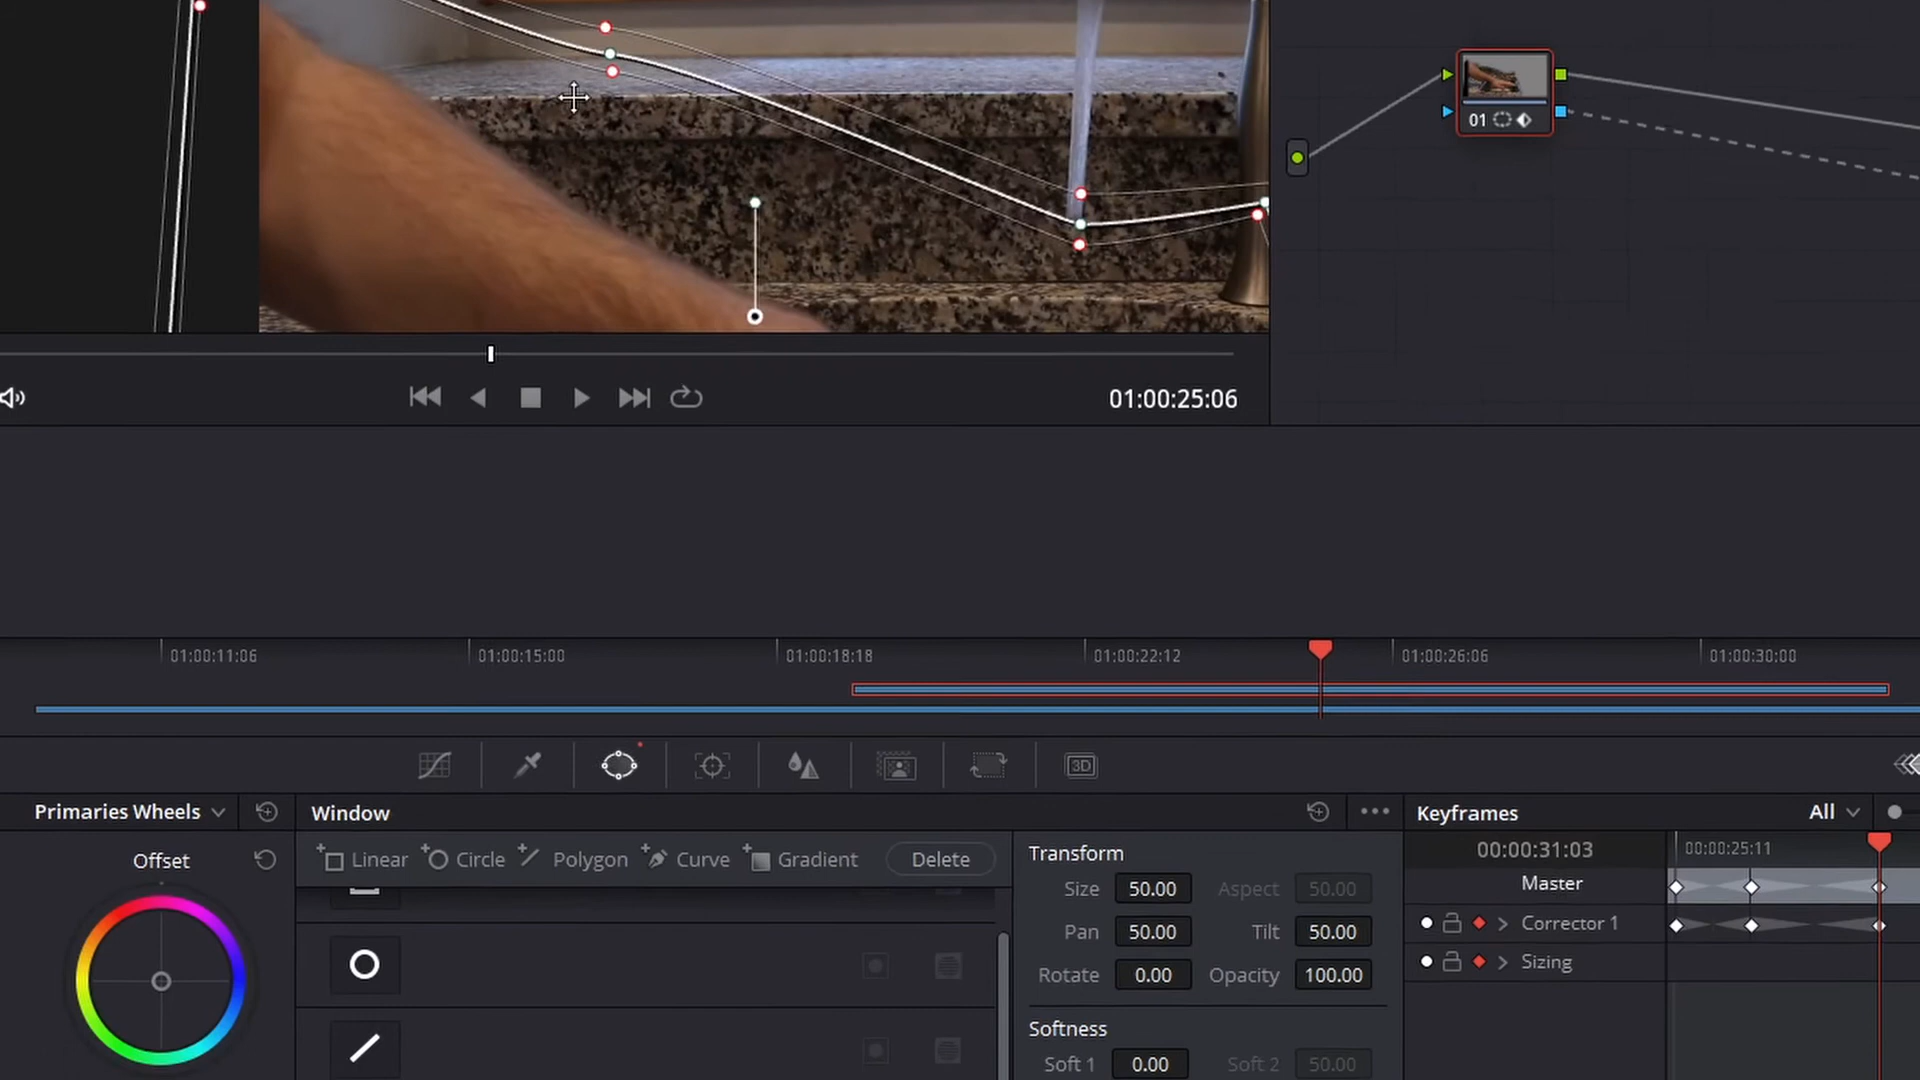 01
01:00:25:06
01:00:11:06 01:00:15:00 01:00:18:18 01:00:22:12 01:00:26:06 01:00:30:00
3D
Primaries Wheels
Window
Keyframes
All
Offset
Linear Circle Polygon Curve Gradient Delete
Transform
Size 50.00 Aspect 50.00
Pan 50.00 Tilt 50.00
Rotate 0.00 Opacity 100.00
Softness
Soft 1 0.00 Soft 2 50.00
00:00:31:03 00:00:25:11
Master
Corrector 1
Sizing